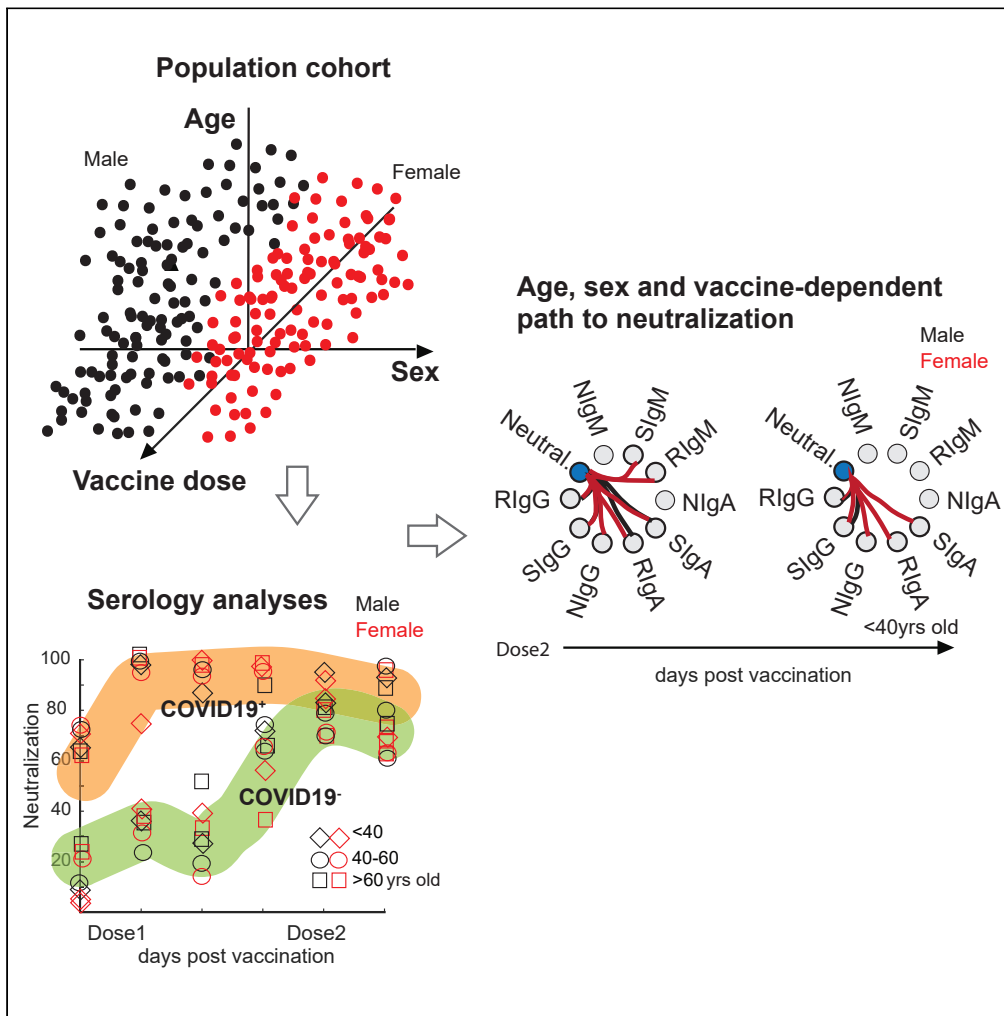 Population cohort
Age
Male
Female
Sex
Vaccine dose
Serology analyses
Male
Female
100
80
60
40
20
Neutralization
COVID19+
COVID19-
<40
40-60
>60 yrs old
Dose1
Dose2
days post vaccination
Age, sex and vaccine-dependent
path to neutralization
Male
Female
Neutral.
NIgM
SIgM
RIgM
NIgA
SIgA
RIgA
NIgG
SIgG
RIgG
Neutral.
NIgM
SIgM
RIgM
NIgA
SIgA
RIgA
NIgG
SIgG
RIgG
<40yrs old
Dose2
days post vaccination